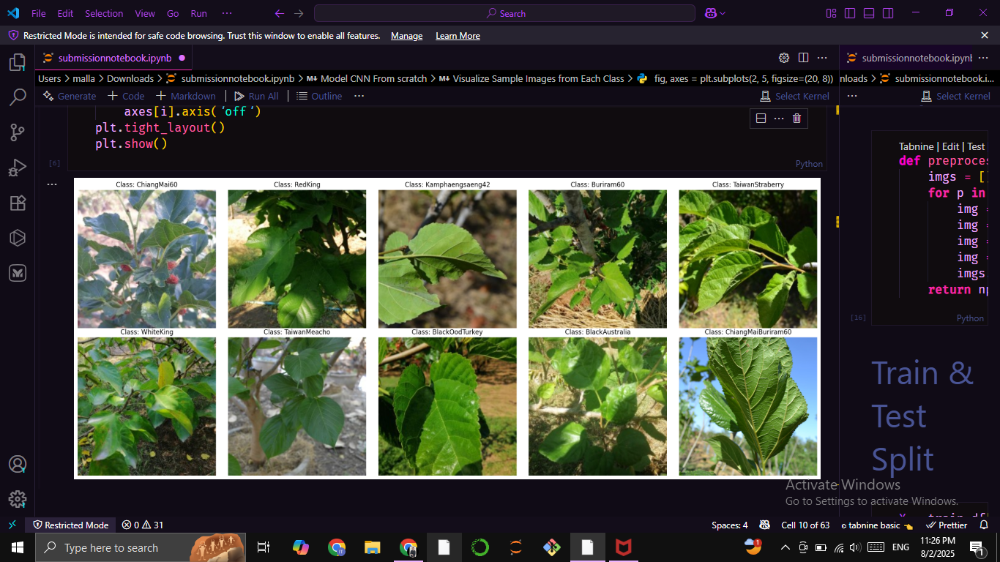 File Edit Selection View Go Run ··· Search
Restricted Mode is intended for safe code browsing. Trust this window to enable all features. Manage Learn More
submissionnotebook.ipynb
submissionnotebook.ipynb
Users > malla > Downloads > submissionnotebook.ipynb > Model CNN From scratch > Visualize Sample Images from Each Class > fig, axes = plt.subplots(2, 5, figsize=(20, 8))
nloads > submissionnotebook.i...
Generate + Code + Markdown Run All Outline ··· Select Kernel
··· Select Kernel
axes[i].axis('off')
plt.tight_layout()
plt.show()
[6]
Python
Class: ChiangMai60 Class: RedKing Class: Kamphaengsaeng42 Class: Buriram60 Class: TaiwanStraberry
Class: WhiteKing Class: TaiwanMeacho Class: BlackOodTurkey Class: BlackAustralia Class: ChiangMaiBuriram60
Tabnine | Edit | Test
def preproces
imgs = []
for p in
img =
img =
img =
img =
imgs
return np
[16]
Python
Train &
Test
Split
Activate Windows
Go to Settings to activate Windows.
Restricted Mode 0 31 Spaces: 4 Cell 10 of 63 tabnine basic Prettier
Type here to search
1
ENG
11:26 PM
8/2/2025
1